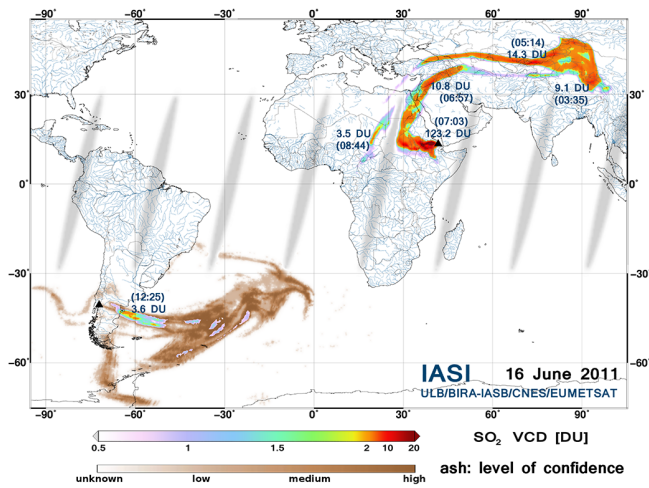 −90° −60° −30° 0° 30° 60° 90°
(05:14)
14.3 DU
10.8 DU
(06:57)
9.1 DU
(03:35)
30° 30°
(07:03)
3.5 DU 123.2 DU
(08:44)
0° 0°
−30° −30°
(12:25)
3.6 DU
−60° −60°
IASI 16 June 2011
ULB/BIRA-IASB/CNES/EUMETSAT
−90° −60° −30° 0° 30° 60° 90°
SO₂ VCD [DU]
0.5 1 1.5 2 10 20
ash: level of confidence
unknown low medium high